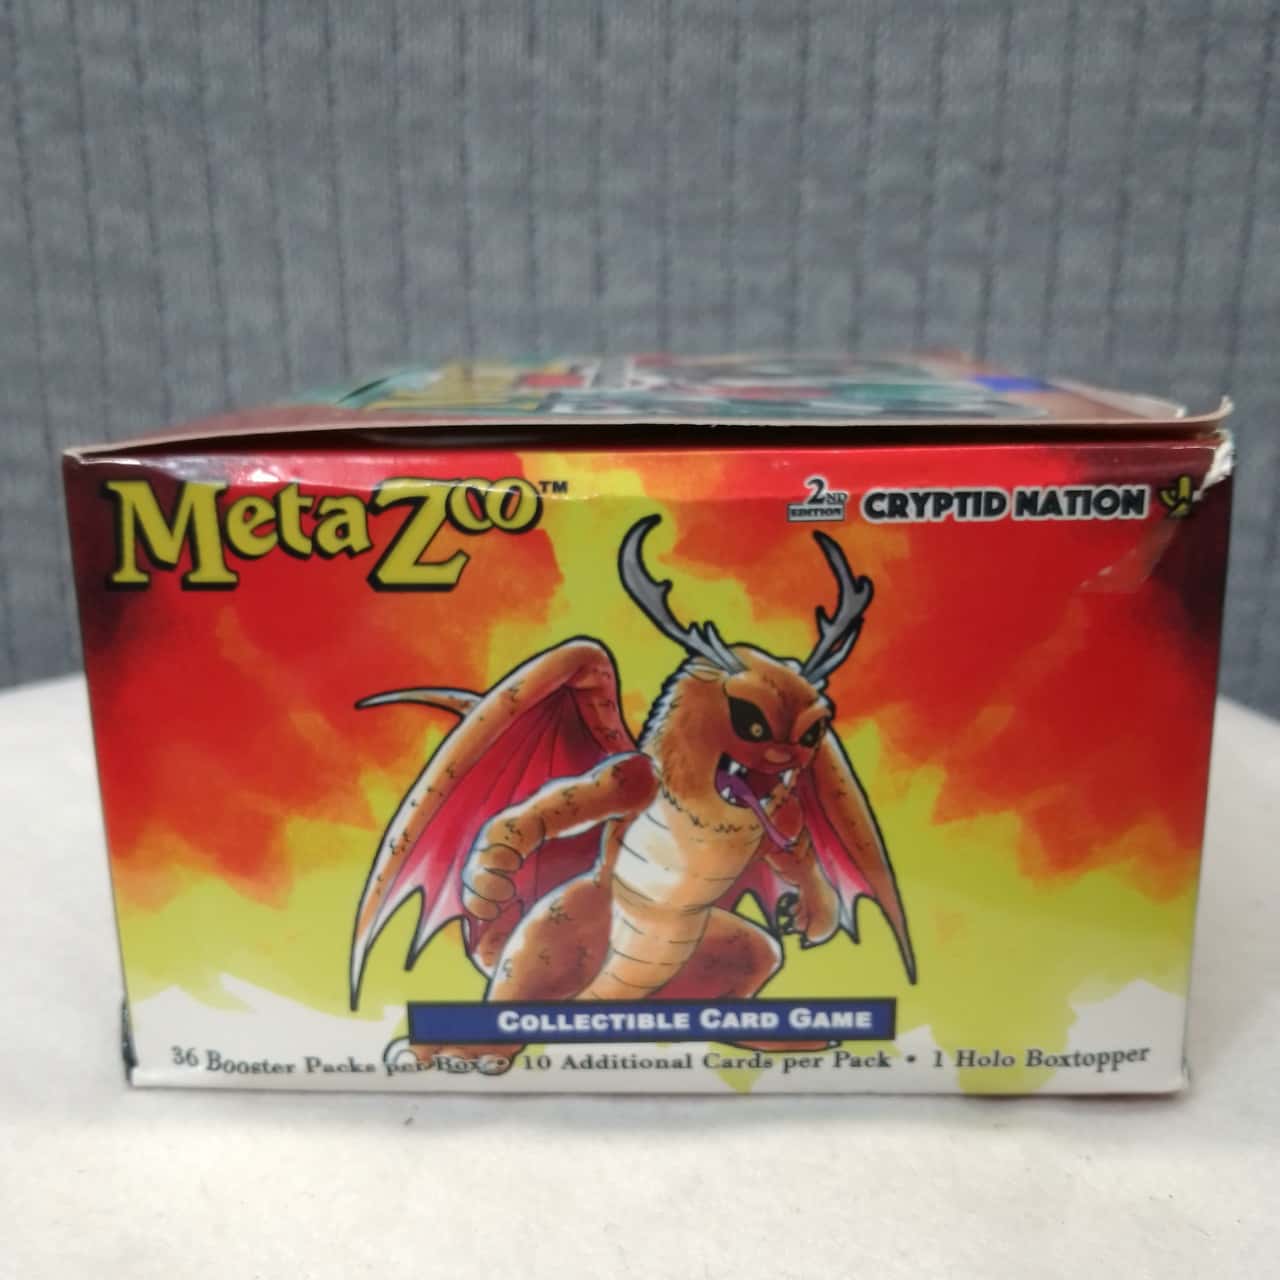 MetaZoo™
2ND EDITION CRYPTID NATION
COLLECTIBLE CARD GAME
36 Booster Packs per Box • 10 Additional Cards per Pack • 1 Holo Boxtopper